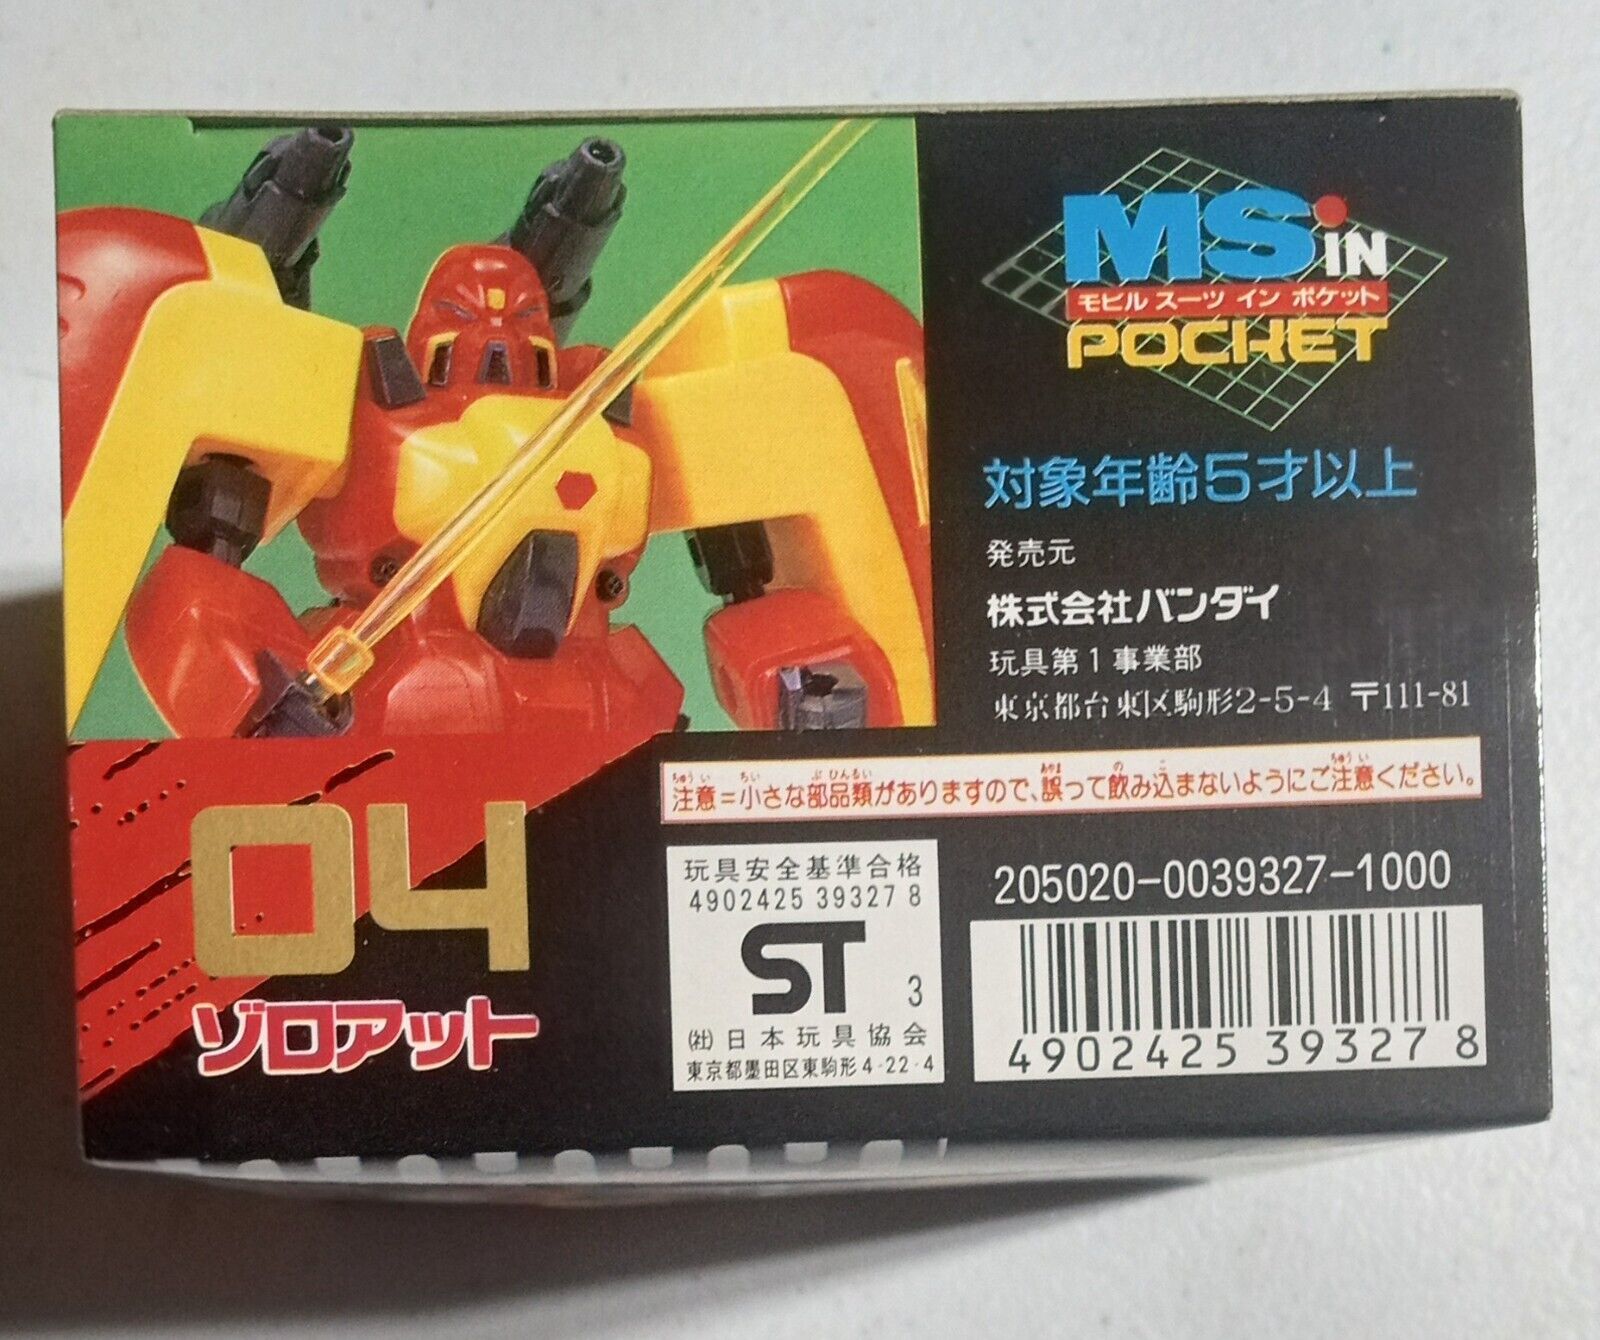 MS IN
モビル スーツ イン ポケット
POCKET
対象年齢5才以上
発売元
株式会社バンダイ
玩具第1事業部
東京都台東区駒形2-5-4 〒111-81
注意=小さな部品類がありますので、誤って飲み込まないようにご注意ください。
04
ゾロアット
玩具安全基準合格
4902425 39327 8
ST 3
㈳日本玩具協会
東京都墨田区東駒形4-22-4
205020-0039327-1000
4902425 39327 8